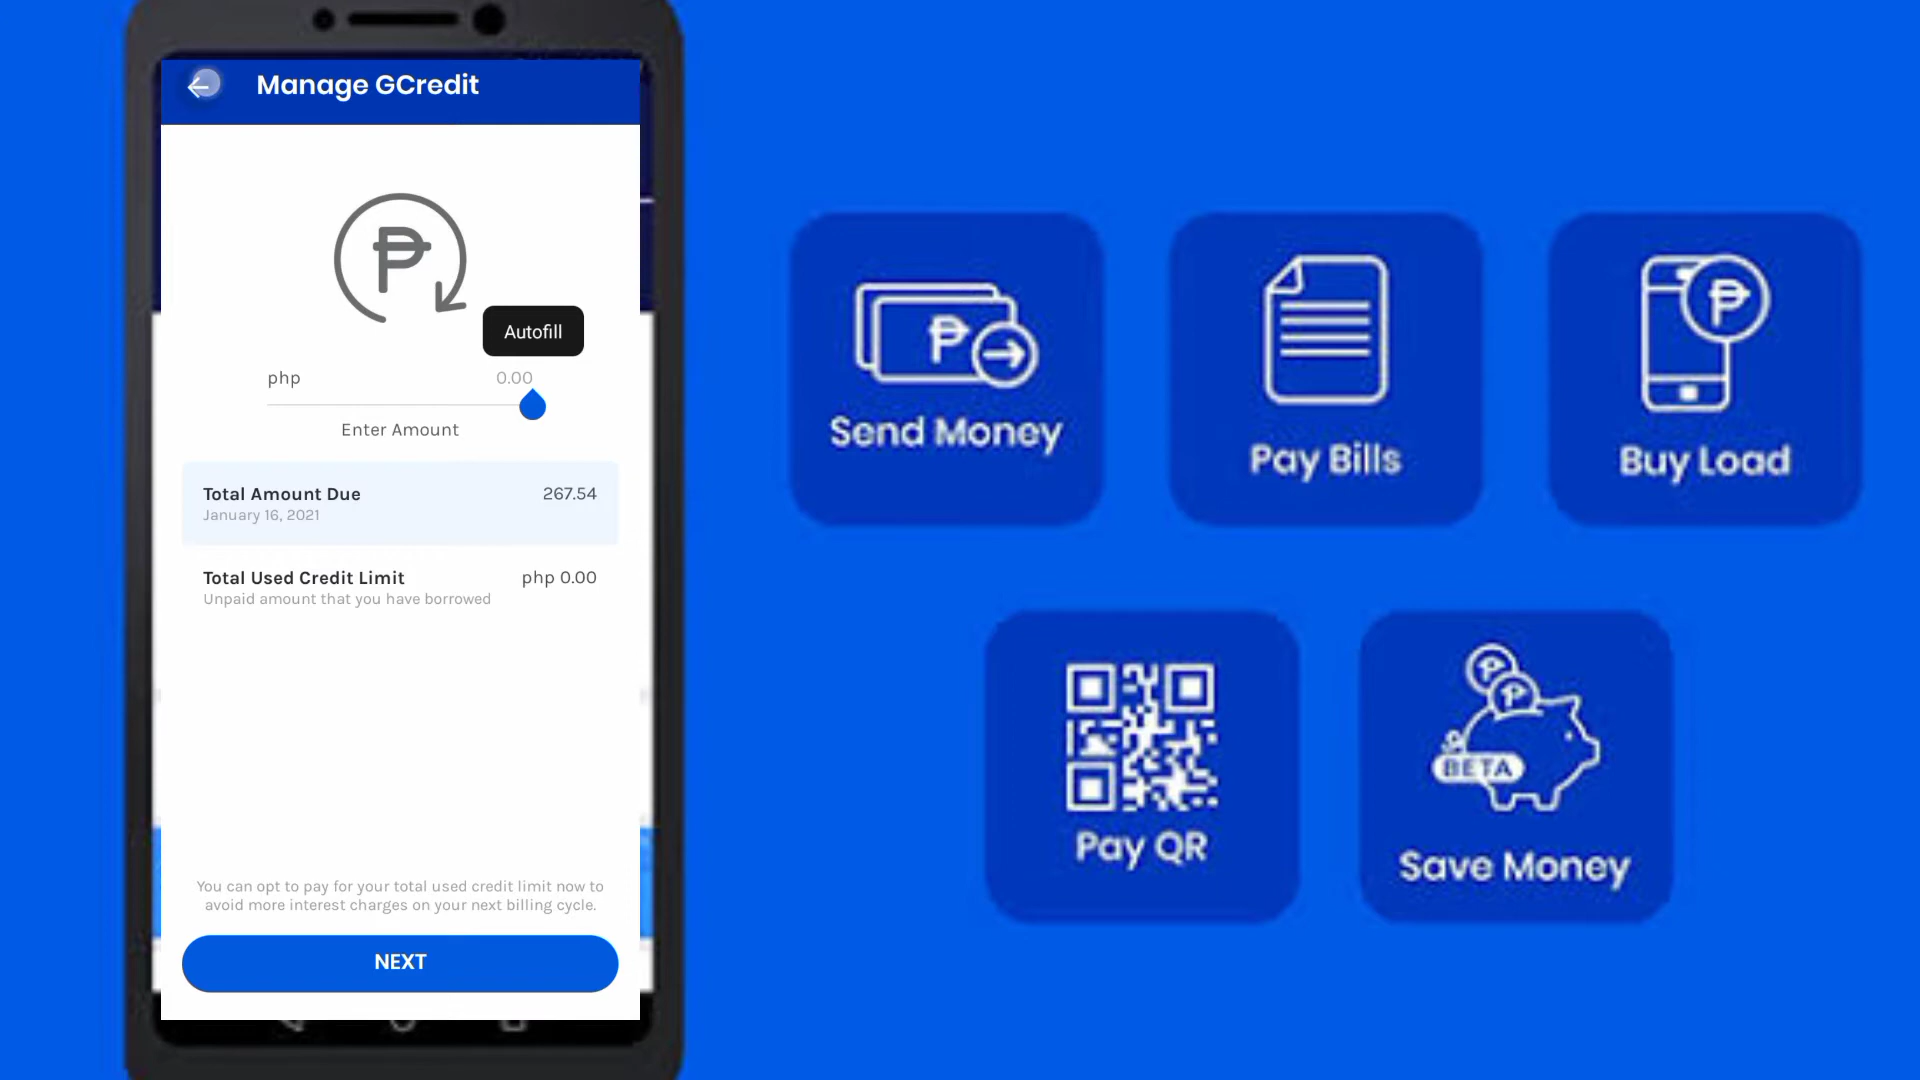 Manage GCredit
Autofill
php 0.00
Enter Amount
Total Amount Due 267.54
January 16, 2021
Total Used Credit Limit php 0.00
Unpaid amount that you have borrowed
You can opt to pay for your total used credit limit now to
avoid more interest charges on your next billing cycle.
NEXT
Send Money
Pay Bills
Buy Load
Pay QR
BETA
Save Money